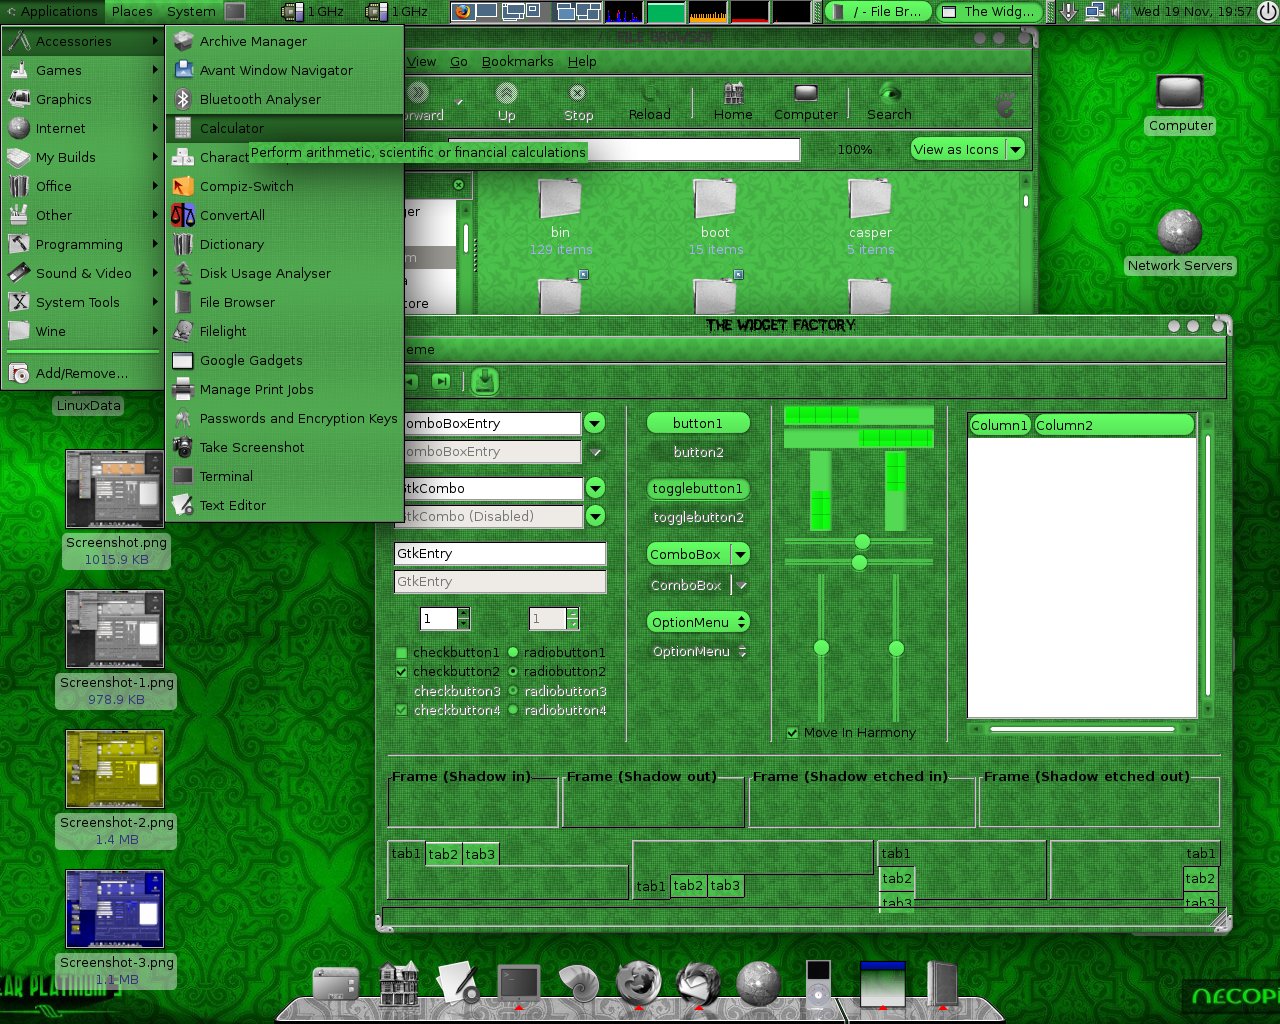 Applications Places System 1 GHz 1 GHz / - File Br... The Widg... Wed 19 Nov, 19:57
Accessories
Games
Graphics
Internet
My Builds
Office
Other
Programming
Sound & Video
System Tools
Wine
Add/Remove...
Archive Manager
Avant Window Navigator
Bluetooth Analyser
Calculator
Charact
Perform arithmetic, scientific or financial calculations
Compiz-Switch
ConvertAll
Dictionary
Disk Usage Analyser
File Browser
Filelight
Google Gadgets
Manage Print Jobs
Passwords and Encryption Keys
Take Screenshot
Terminal
Text Editor
View Go Bookmarks Help
orward Up Stop Reload Home Computer Search
100% View as Icons
bin
129 items
boot
15 items
casper
5 items
Computer
Network Servers
LinuxData
Screenshot.png
1015.9 KB
Screenshot-1.png
978.9 KB
Screenshot-2.png
1.4 MB
Screenshot-3.png
1.1 MB
THE WIDGET FACTORY
eme
omboBoxEntry
omboBoxEntry
GtkCombo
GtkCombo (Disabled)
GtkEntry
GtkEntry
1 1
checkbutton1 radiobutton1
checkbutton2 radiobutton2
checkbutton3 radiobutton3
checkbutton4 radiobutton4
button1
button2
togglebutton1
togglebutton2
ComboBox
ComboBox
OptionMenu
OptionMenu
Move In Harmony
Column1 Column2
Frame (Shadow in) Frame (Shadow out) Frame (Shadow etched in) Frame (Shadow etched out)
tab1 tab2 tab3
tab1 tab2 tab3
tab1
tab2
tab3
tab1
tab2
tab3
EAR PLATINUM
NECOPI